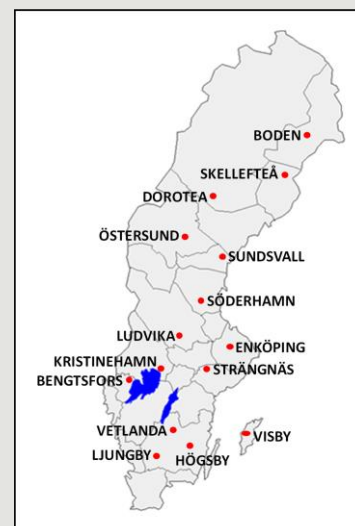 BODEN
SKELLEFTEÅ
DOROTEA
ÖSTERSUND
SUNDSVALL
SÖDERHAMN
LUDVIKA
ENKÖPING
KRISTINEHAMN
STRÄNGNÄS
BENGTSFORS
VETLANDA
VISBY
LJUNGBY
HÖGSBY